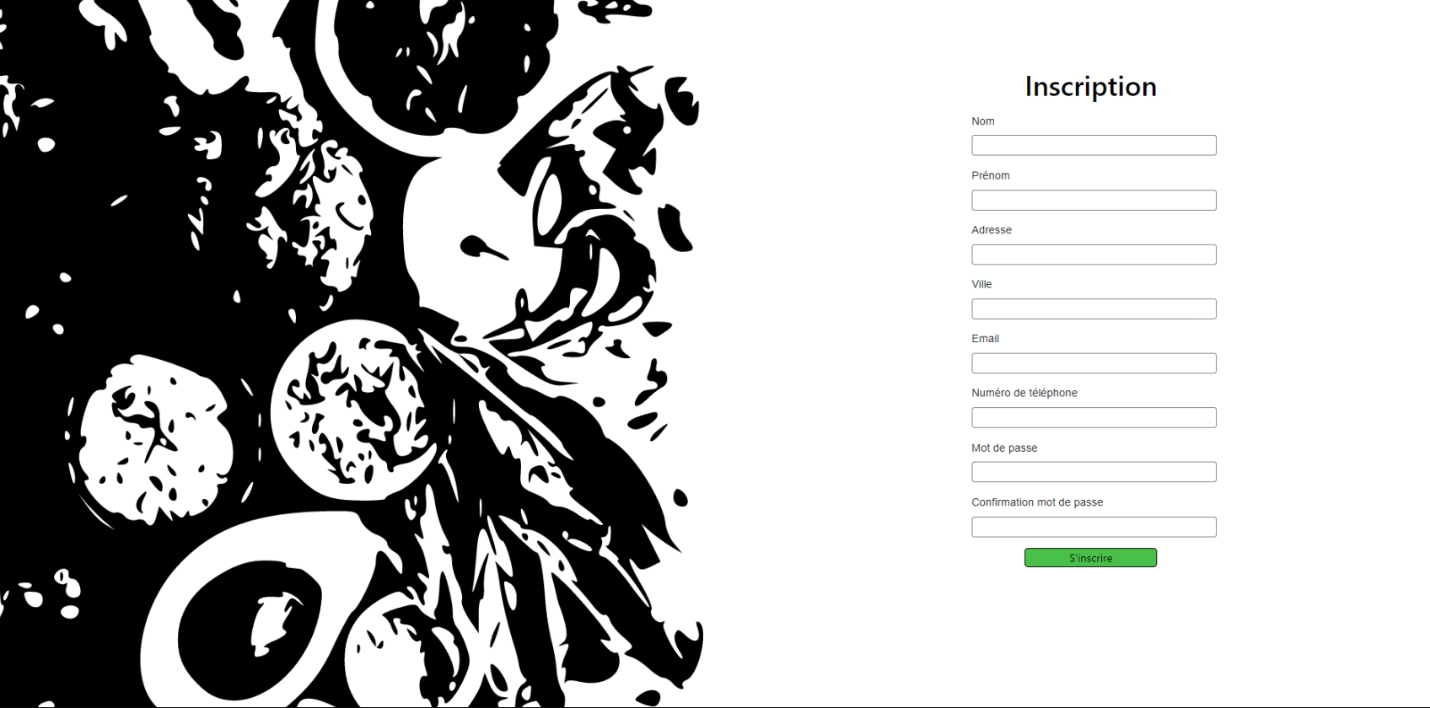 Inscription
Nom
Prénom
Adresse
Ville
Email
Numéro de téléphone
Mot de passe
Confirmation mot de passe
S'inscrire